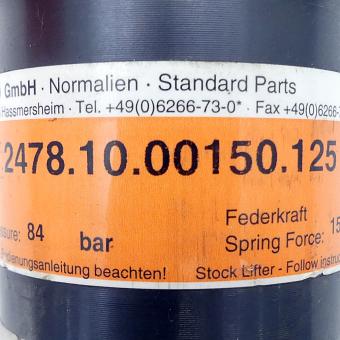 GmbH · Normalien · Standard Parts
Hassmersheim · Tel. +49(0)6266-73-0* · Fax +49(0)6266-
2478.10.00150.125
Federkraft
84 bar
Spring Force: 15
beachten! Stock Lifter - Follow